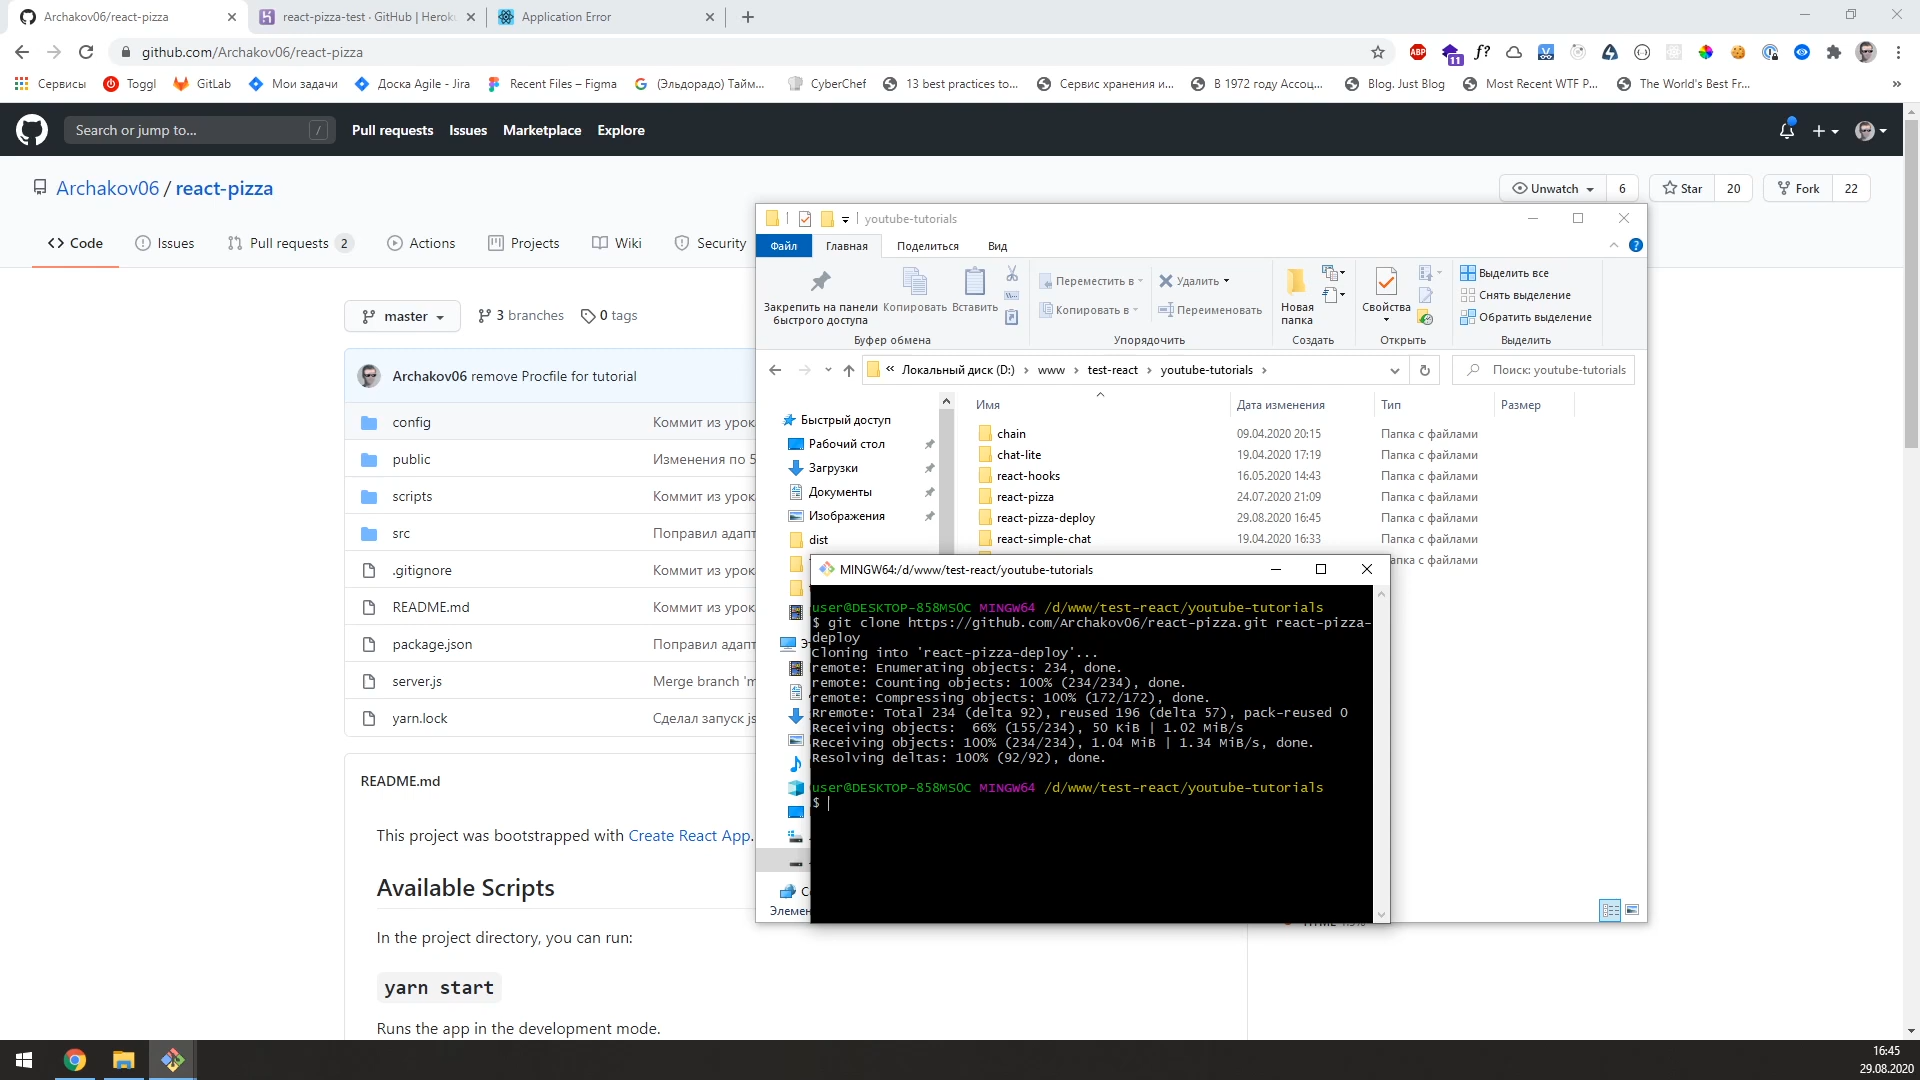 Archakov06/react-pizza
react-pizza-test · GitHub | Heroku
Application Error
github.com/Archakov06/react-pizza
ABP
11
f?
Сервисы
Toggl
GitLab
Мои задачи
Доска Agile - Jira
Recent Files – Figma
(Эльдорадо) Тайм...
CyberChef
13 best practices to...
Сервис хранения и...
В 1972 году Ассоц...
Blog. Just Blog
Most Recent WTF P...
The World's Best Fr...
»
Search or jump to...
/
Pull requests
Issues
Marketplace
Explore
Archakov06 / react-pizza
Unwatch
6
Star
20
Fork
22
Code
Issues
Pull requests 2
Actions
Projects
Wiki
Security
master
3 branches
0 tags
Archakov06 remove Procfile for tutorial
config
Коммит из урок
public
Изменения по 5
scripts
Коммит из урок
src
Поправил адапт
.gitignore
Коммит из урок
README.md
Коммит из урок
package.json
Поправил адапт
server.js
Merge branch 'm
yarn.lock
Сделал запуск js
README.md
This project was bootstrapped with Create React App.
Available Scripts
In the project directory, you can run:
yarn start
Runs the app in the development mode.
youtube-tutorials
Файл
Главная
Поделиться
Вид
Закрепить на панели
быстрого доступа
Копировать
Вставить
Буфер обмена
Переместить в
Копировать в
Удалить
Переименовать
Упорядочить
Новая
папка
Создать
Свойства
Открыть
Выделить все
Снять выделение
Обратить выделение
Выделить
« Локальный диск (D:) › www › test-react › youtube-tutorials ›
Поиск: youtube-tutorials
Быстрый доступ
Рабочий стол
Загрузки
Документы
Изображения
dist
Элемен
Имя
Дата изменения
Тип
Размер
chain
09.04.2020 20:15
Папка с файлами
chat-lite
19.04.2020 17:19
Папка с файлами
react-hooks
16.05.2020 14:43
Папка с файлами
react-pizza
24.07.2020 21:09
Папка с файлами
react-pizza-deploy
29.08.2020 16:45
Папка с файлами
react-simple-chat
19.04.2020 16:33
Папка с файлами
апка с файлами
MINGW64:/d/www/test-react/youtube-tutorials
user@DESKTOP-858MSOC MINGW64 /d/www/test-react/youtube-tutorials
$ git clone https://github.com/Archakov06/react-pizza.git react-pizza-
deploy
Cloning into 'react-pizza-deploy'...
remote: Enumerating objects: 234, done.
remote: Counting objects: 100% (234/234), done.
remote: Compressing objects: 100% (172/172), done.
Rremote: Total 234 (delta 92), reused 196 (delta 57), pack-reused 0
Receiving objects:  66% (155/234), 50 KiB | 1.02 MiB/s
Receiving objects: 100% (234/234), 1.04 MiB | 1.34 MiB/s, done.
Resolving deltas: 100% (92/92), done.
user@DESKTOP-858MSOC MINGW64 /d/www/test-react/youtube-tutorials
$
16:45
29.08.2020